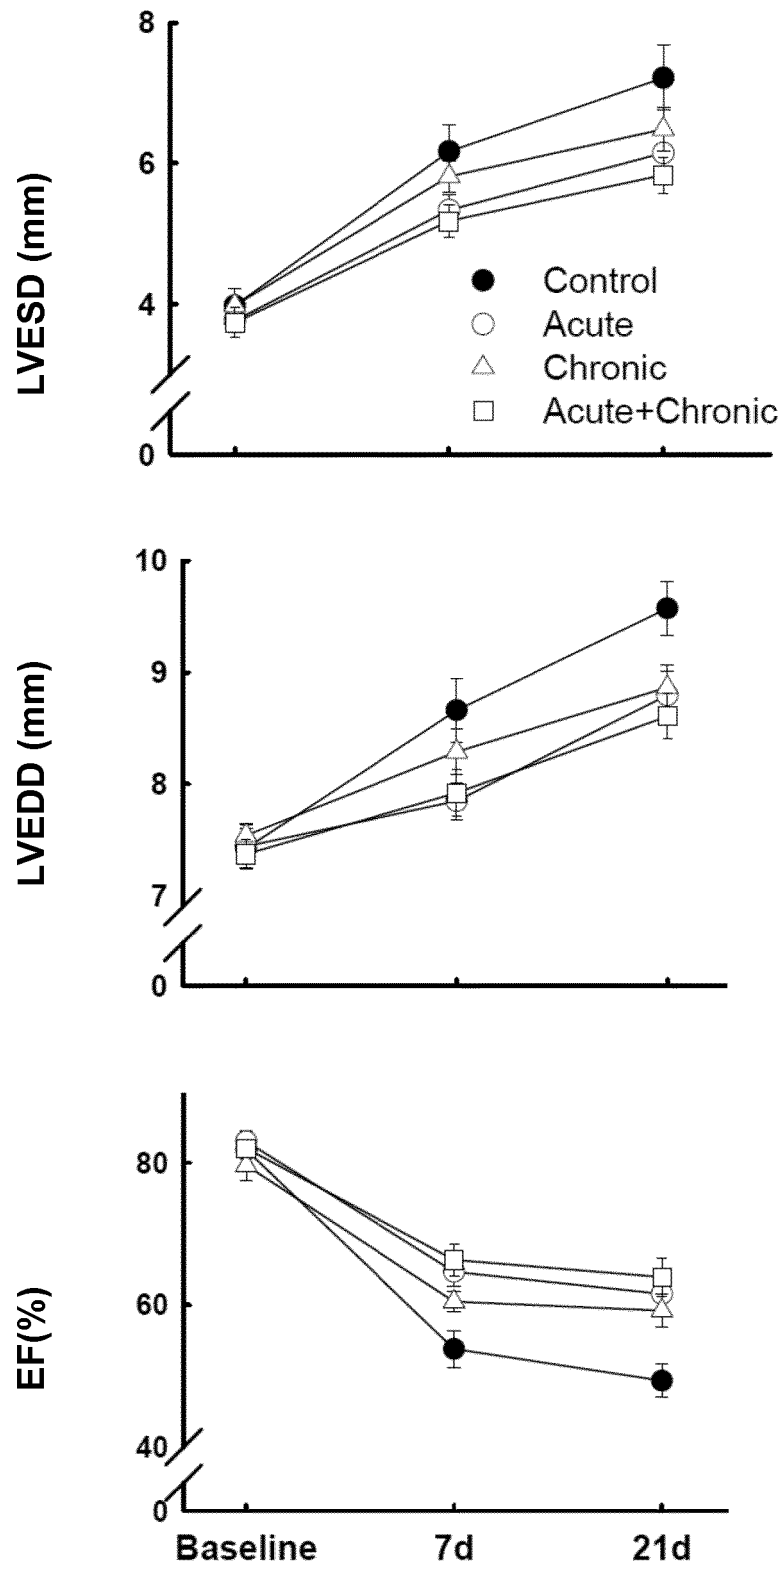 LVESD (mm)
8
6
4
0
Control
Acute
Chronic
Acute+Chronic
LVEDD (mm)
10
9
8
7
0
EF(%)
80
60
40
0
Baseline 7d 21d